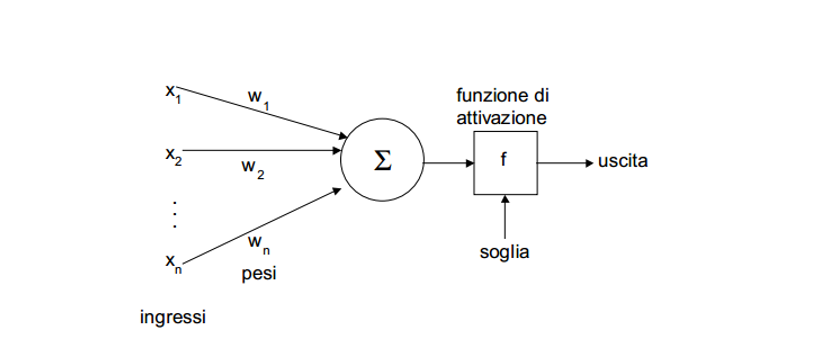 x1
w1
funzione di
attivazione
x2
w2
Σ
f
uscita
⋮
wn
soglia
xn
pesi
ingressi